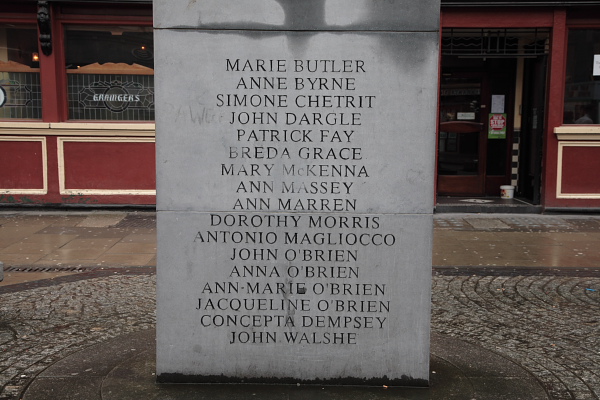 GRAINGERS
MARIE BUTLER
ANNE BYRNE
SIMONE CHETRIT
JOHN DARGLE
PATRICK FAY
BREDA GRACE
MARY McKENNA
ANN MASSEY
ANN MARREN
DOROTHY MORRIS
ANTONIO MAGLIOCCO
JOHN O'BRIEN
ANNA O'BRIEN
ANN-MARIE O'BRIEN
JACQUELINE O'BRIEN
CONCEPTA DEMPSEY
JOHN WALSHE